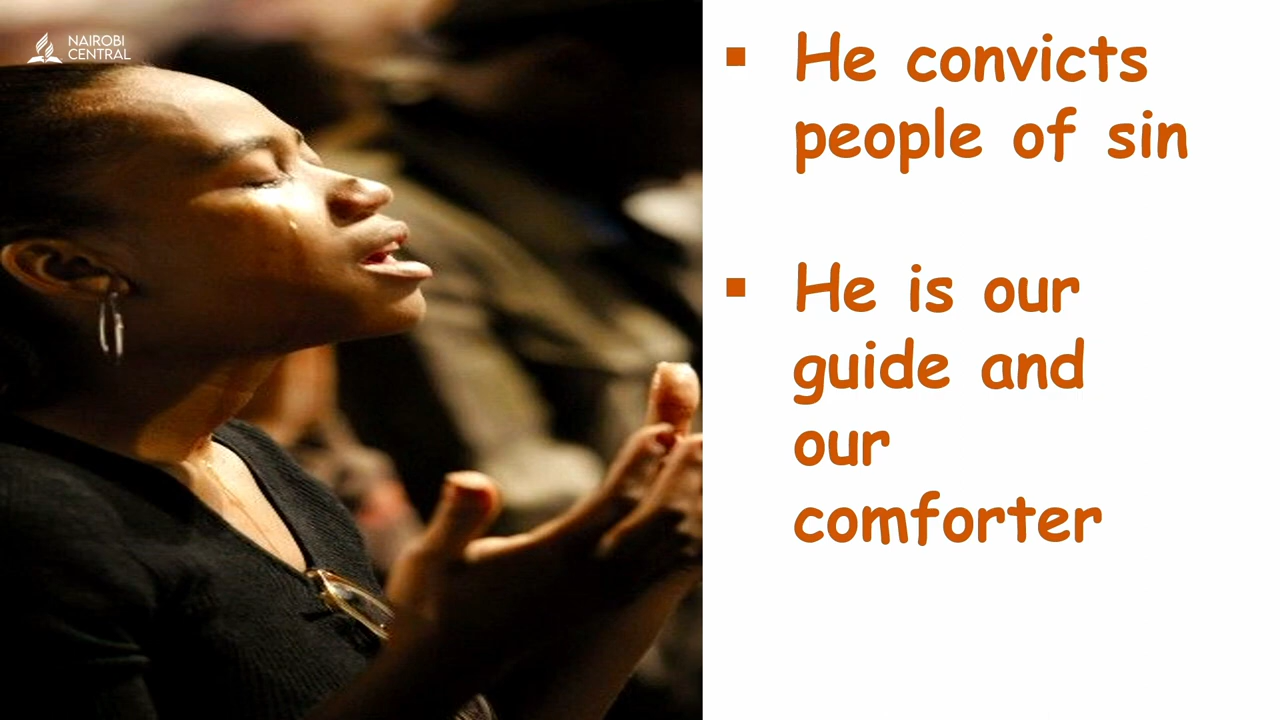 NAIROBI
CENTRAL
▪ He convicts
people of sin
▪ He is our
guide and
our
comforter